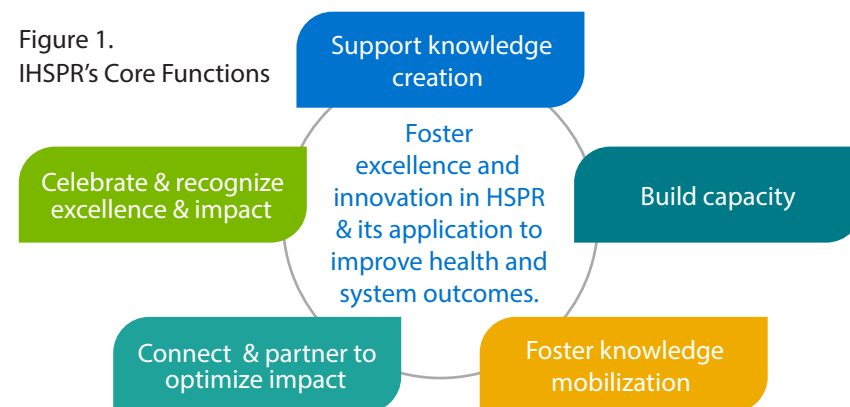 Figure 1.
IHSPR's Core Functions
Support knowledge
creation
Build capacity
Foster knowledge
mobilization
Connect & partner to
optimize impact
Celebrate & recognize
excellence & impact
Foster
excellence and
innovation in HSPR
& its application to
improve health and
system outcomes.